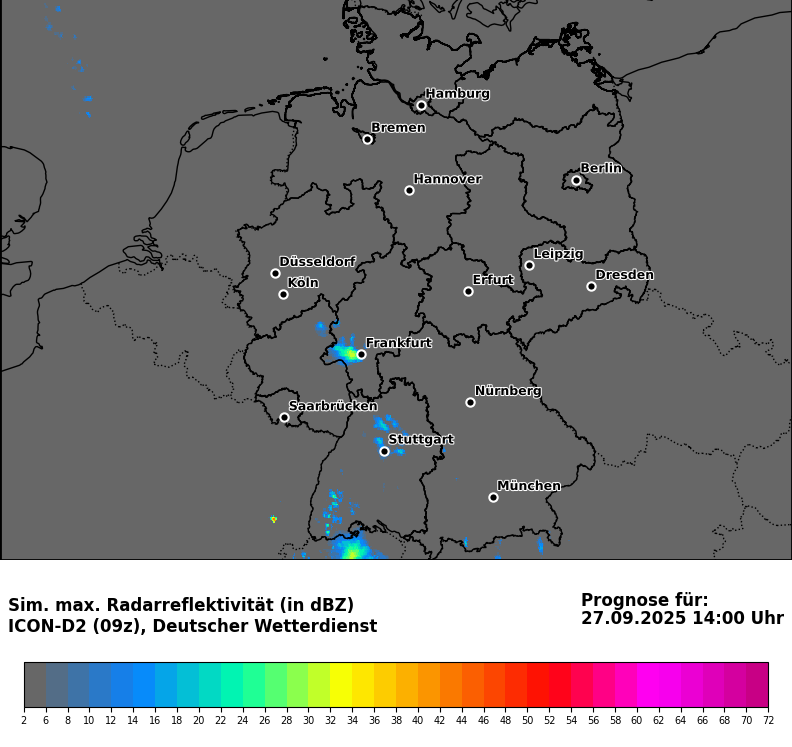 Hamburg
Bremen
Berlin
Hannover
Düsseldorf
Leipzig
Köln
Erfurt
Dresden
Frankfurt
Saarbrücken
Nürnberg
Stuttgart
München
Sim. max. Radarreflektivität (in dBZ)
ICON-D2 (09z), Deutscher Wetterdienst
Prognose für:
27.09.2025 14:00 Uhr
2 6 8 10 12 14 16 18 20 22 24 26 28 30 32 34 36 38 40 42 44 46 48 50 52 54 56 58 60 62 64 66 68 70 72